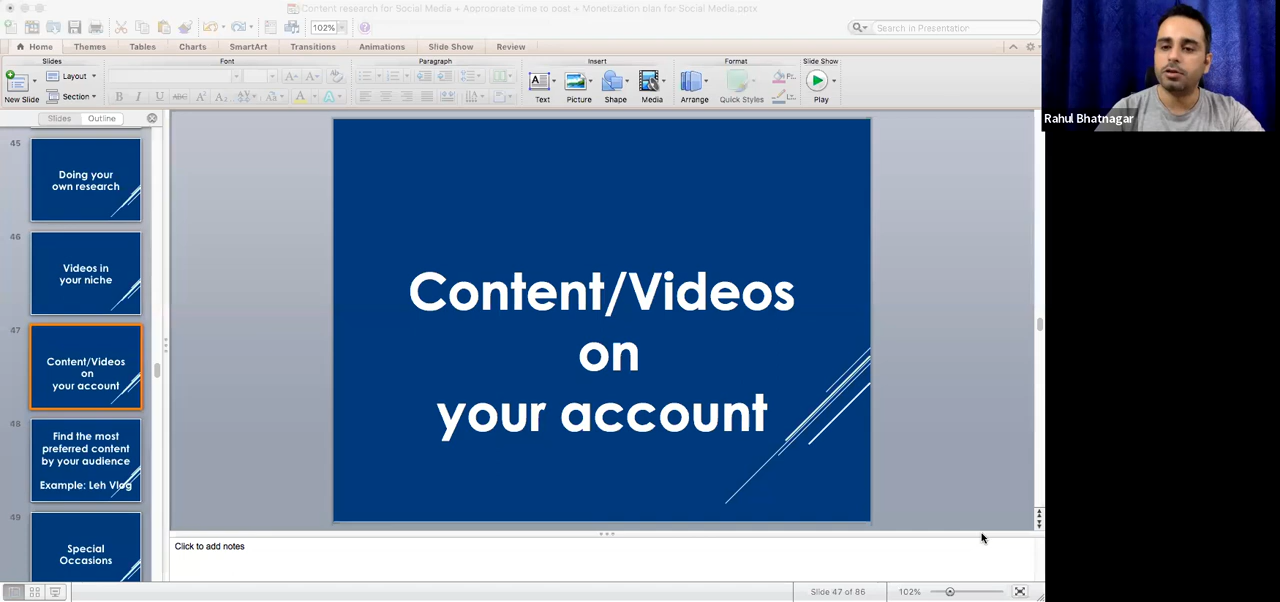 Content research for Social Media + Approriate time to post + Monetization plan for Social Media.pptx
102%
Search in Presentation
Home
Themes
Tables
Charts
SmartArt
Transitions
Animations
Slide Show
Review
Slides
Font
Paragraph
Insert
Format
Slide Show
New Slide
Layout
Section
B I U ABC
Text
Picture
Shape
Media
Arrange
Quick Styles
Play
Slides
Outline
45
Doing your
own research
46
Videos in
your niche
47
Content/Videos
on
your account
48
Find the most
preferred content
by your audience
Example: Leh Vlog
49
Special
Occasions
Content/Videos
on
your account
Click to add notes
Slide 47 of 86
102%
Rahul Bhatnagar